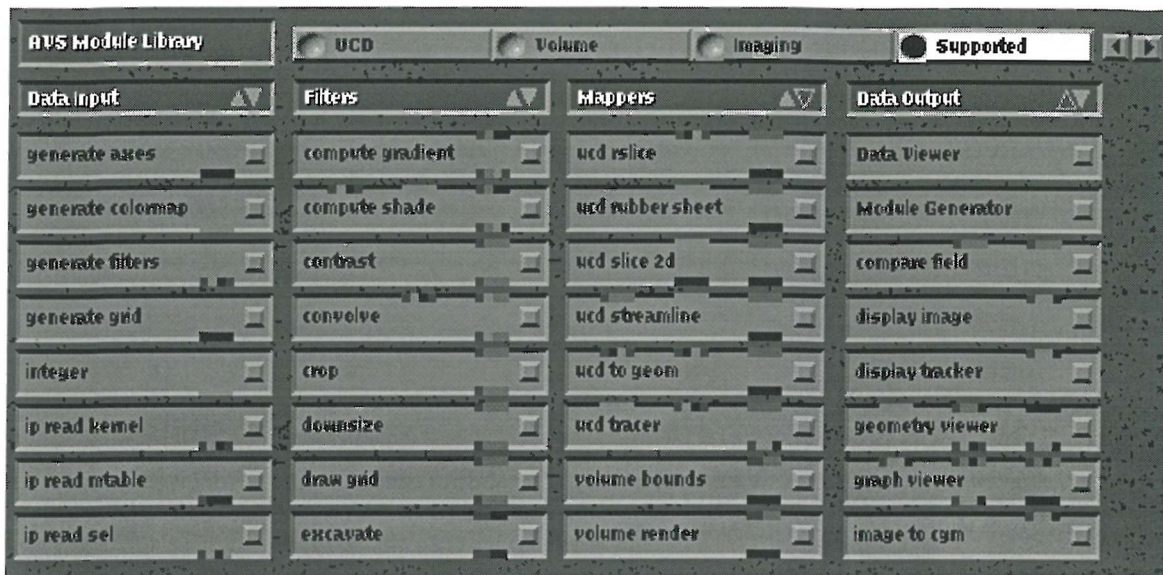 AVS Module Library
UCD
Volume
Imaging
Supported
Data Input
Filters
Mappers
Data Output
generate axes
compute gradient
ucd rslice
Data Viewer
generate colormap
compute shade
ucd rubber sheet
Module Generator
generate filters
contrast
ucd slice 2d
compare field
generate grid
convolve
ucd streamline
display image
integer
crop
ucd to geom
display tracker
ip read kernel
downsize
ucd tracer
geometry viewer
ip read mtable
draw grid
volume bounds
graph viewer
ip read sel
excavate
volume render
image to cgm